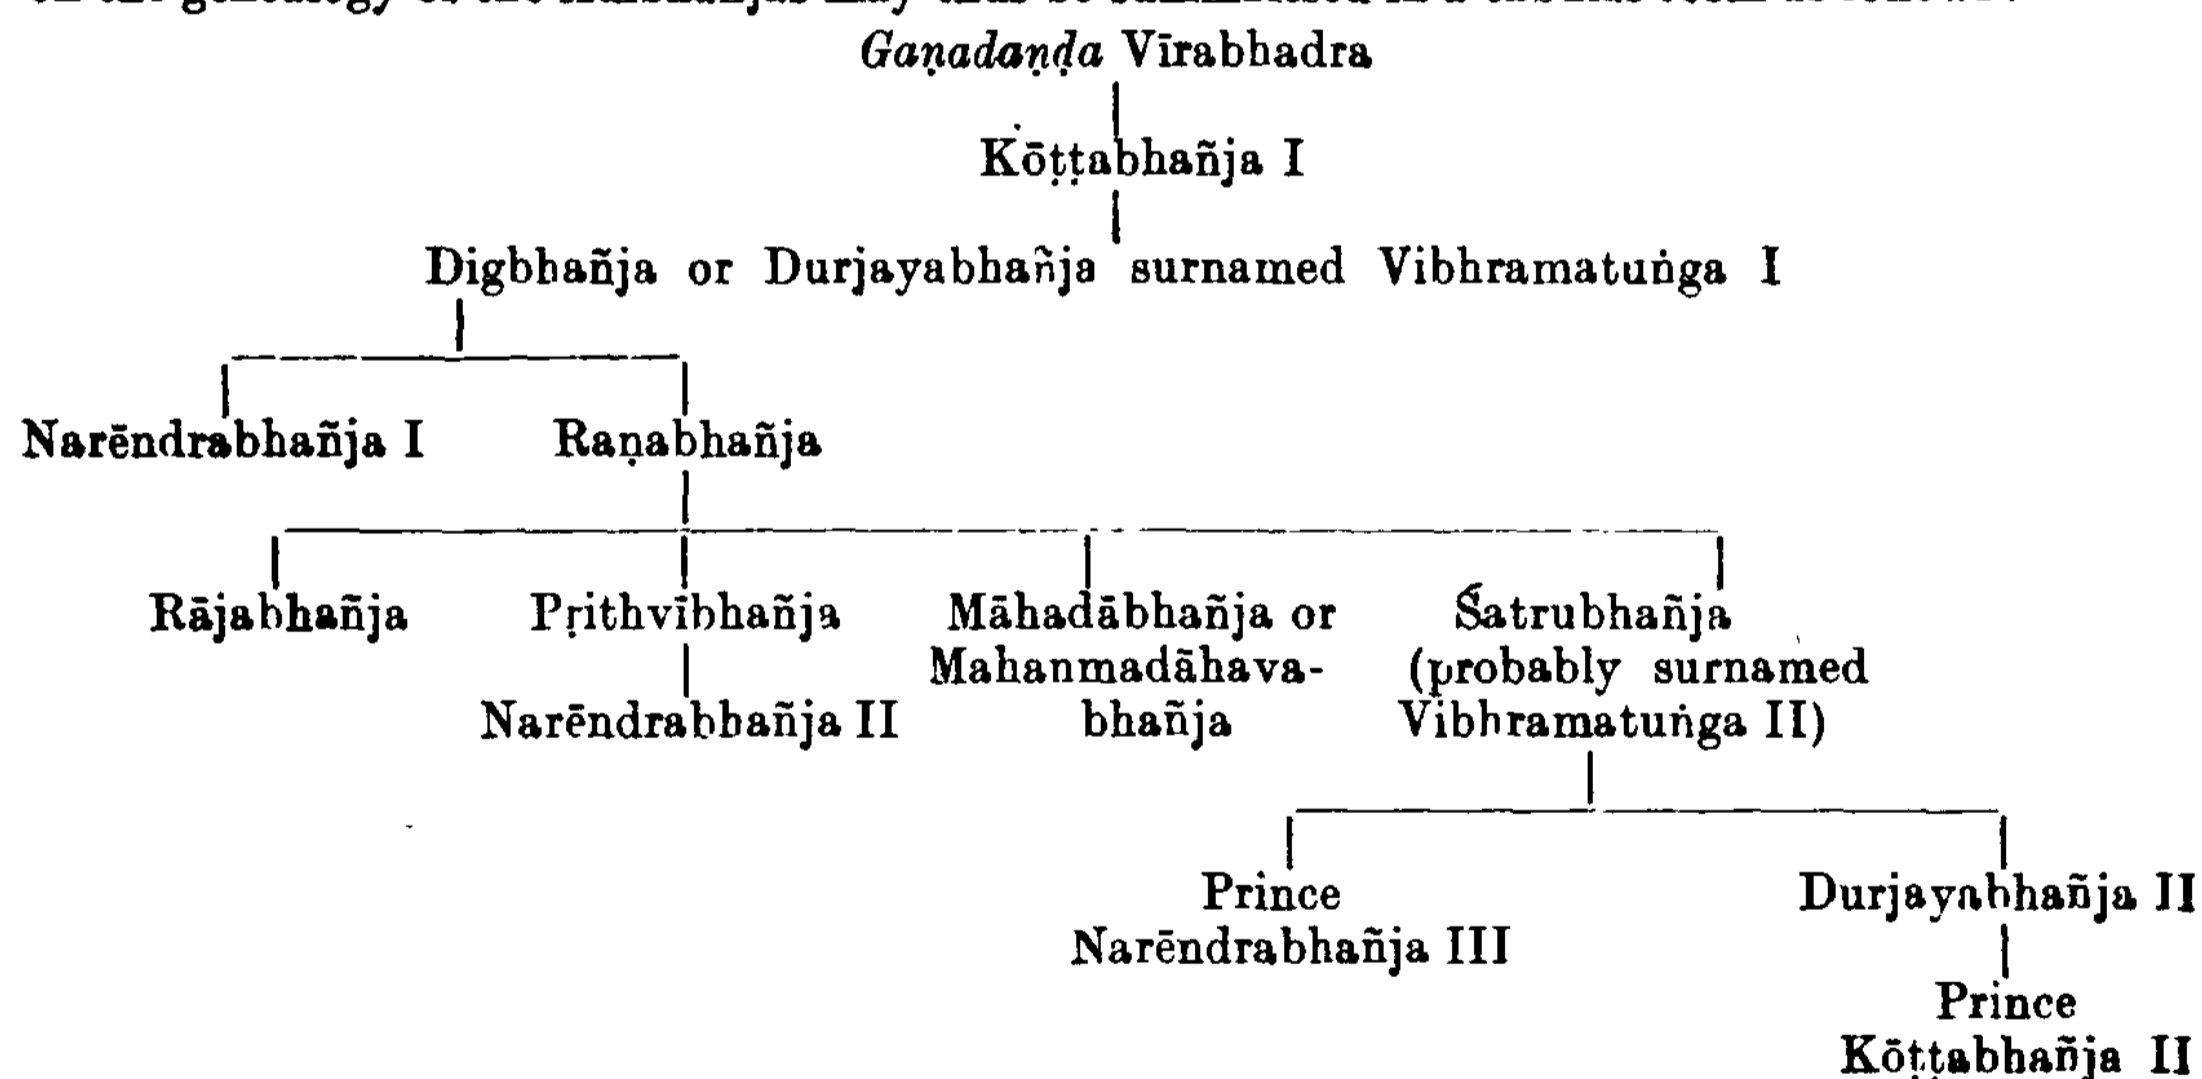 Gaṇadaṇḍa Vīrabhadra
Kōṭṭabhañja I
Digbhañja or Durjayabhañja surnamed Vibhramatuṅga I
Narēndrabhañja I Raṇabhañja
Rājabhañja Pṛithvībhañja Māhadābhañja or Śatrubhañja
Mahanmadāhava- (probably surnamed
Narēndrabhañja II bhañja Vibhramatuṅga II)
Prince Durjayabhañja II
Narēndrabhañja III
Prince
Kōṭṭabhañja II